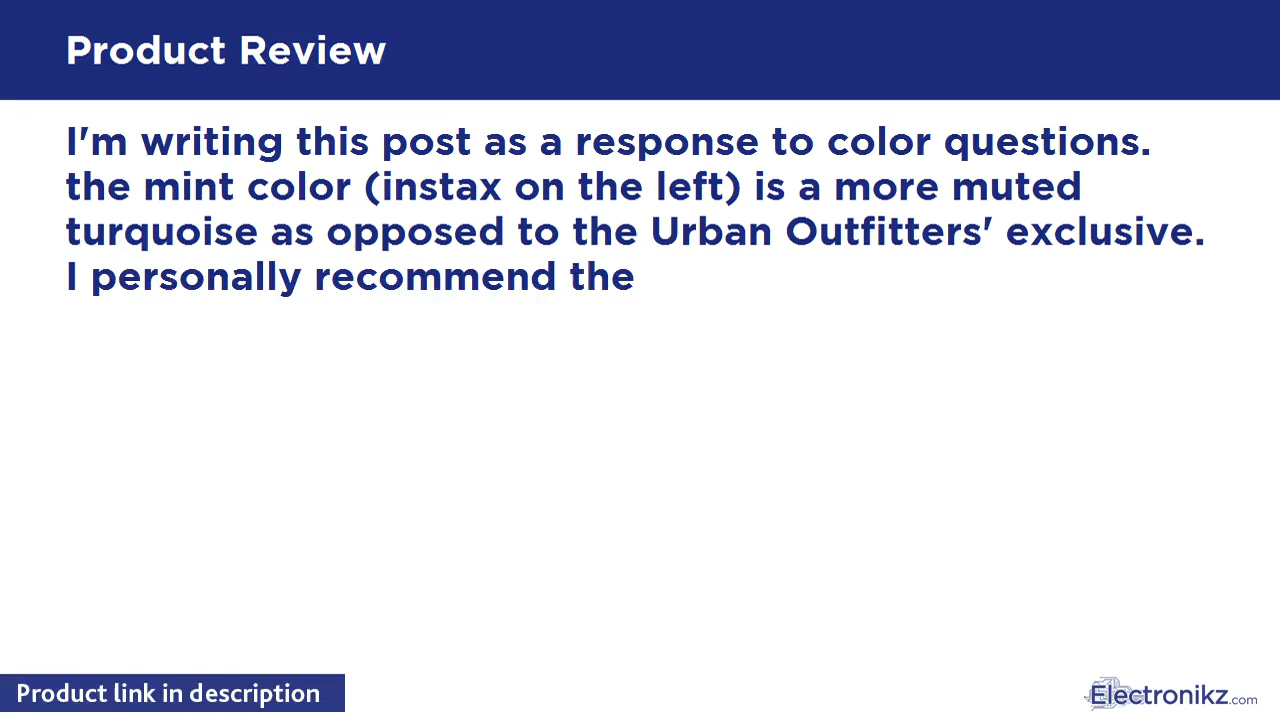 Product Review
I'm writing this post as a response to color questions.
the mint color (instax on the left) is a more muted
turquoise as opposed to the Urban Outfitters' exclusive.
I personally recommend the
Product link in description
Electronikz.com